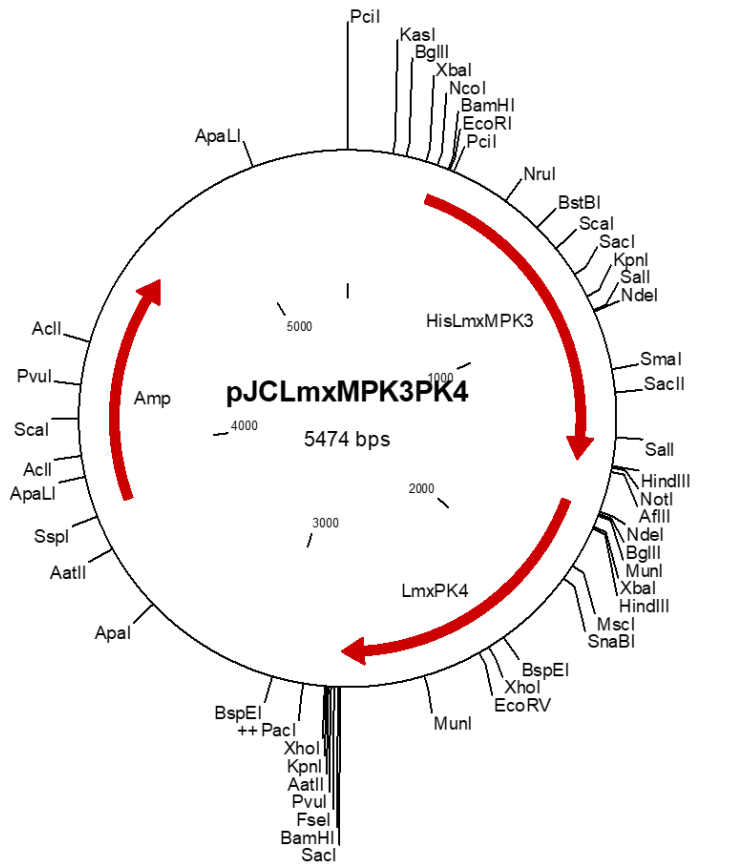 PciI
KasI
BglII
XbaI
NcoI
BamHI
EcoRI
PciI
NruI
BstBI
ScaI
SacI
KpnI
SalI
NdeI
SmaI
SacII
SalI
HindIII
NotI
AflII
NdeI
BglII
MunI
XbaI
HindIII
MscI
SnaBI
BspEI
XhoI
EcoRV
MunI
SacI
BamHI
FseI
PvuI
AatII
KpnI
XhoI
++ PacI
BspEI
ApaI
AatII
SspI
ApaLI
AclI
ScaI
PvuI
AclI
ApaLI
HisLmxMPK3
LmxPK4
Amp
1000
2000
3000
4000
5000
pJCLmxMPK3PK4
5474 bps